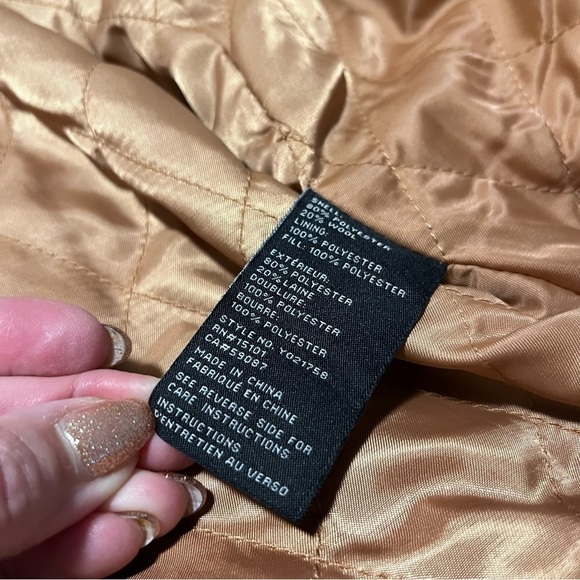 SHELL:
80% POLYESTER
20% WOOL
LINING:
100% POLYESTER
FILL: 100% POLYESTER
EXTÉRIEUR:
80% POLYESTER
20% LAINE
DOUBLURE:
100% POLYESTER
BOURRE:
100% POLYESTER
STYLE NO.: YO21758
RN#15101
CA#59087
MADE IN CHINA
FABRIQUE EN CHINE
SEE REVERSE SIDE FOR
CARE INSTRUCTIONS
INSTRUCTIONS
D'ENTRETIEN AU VERSO